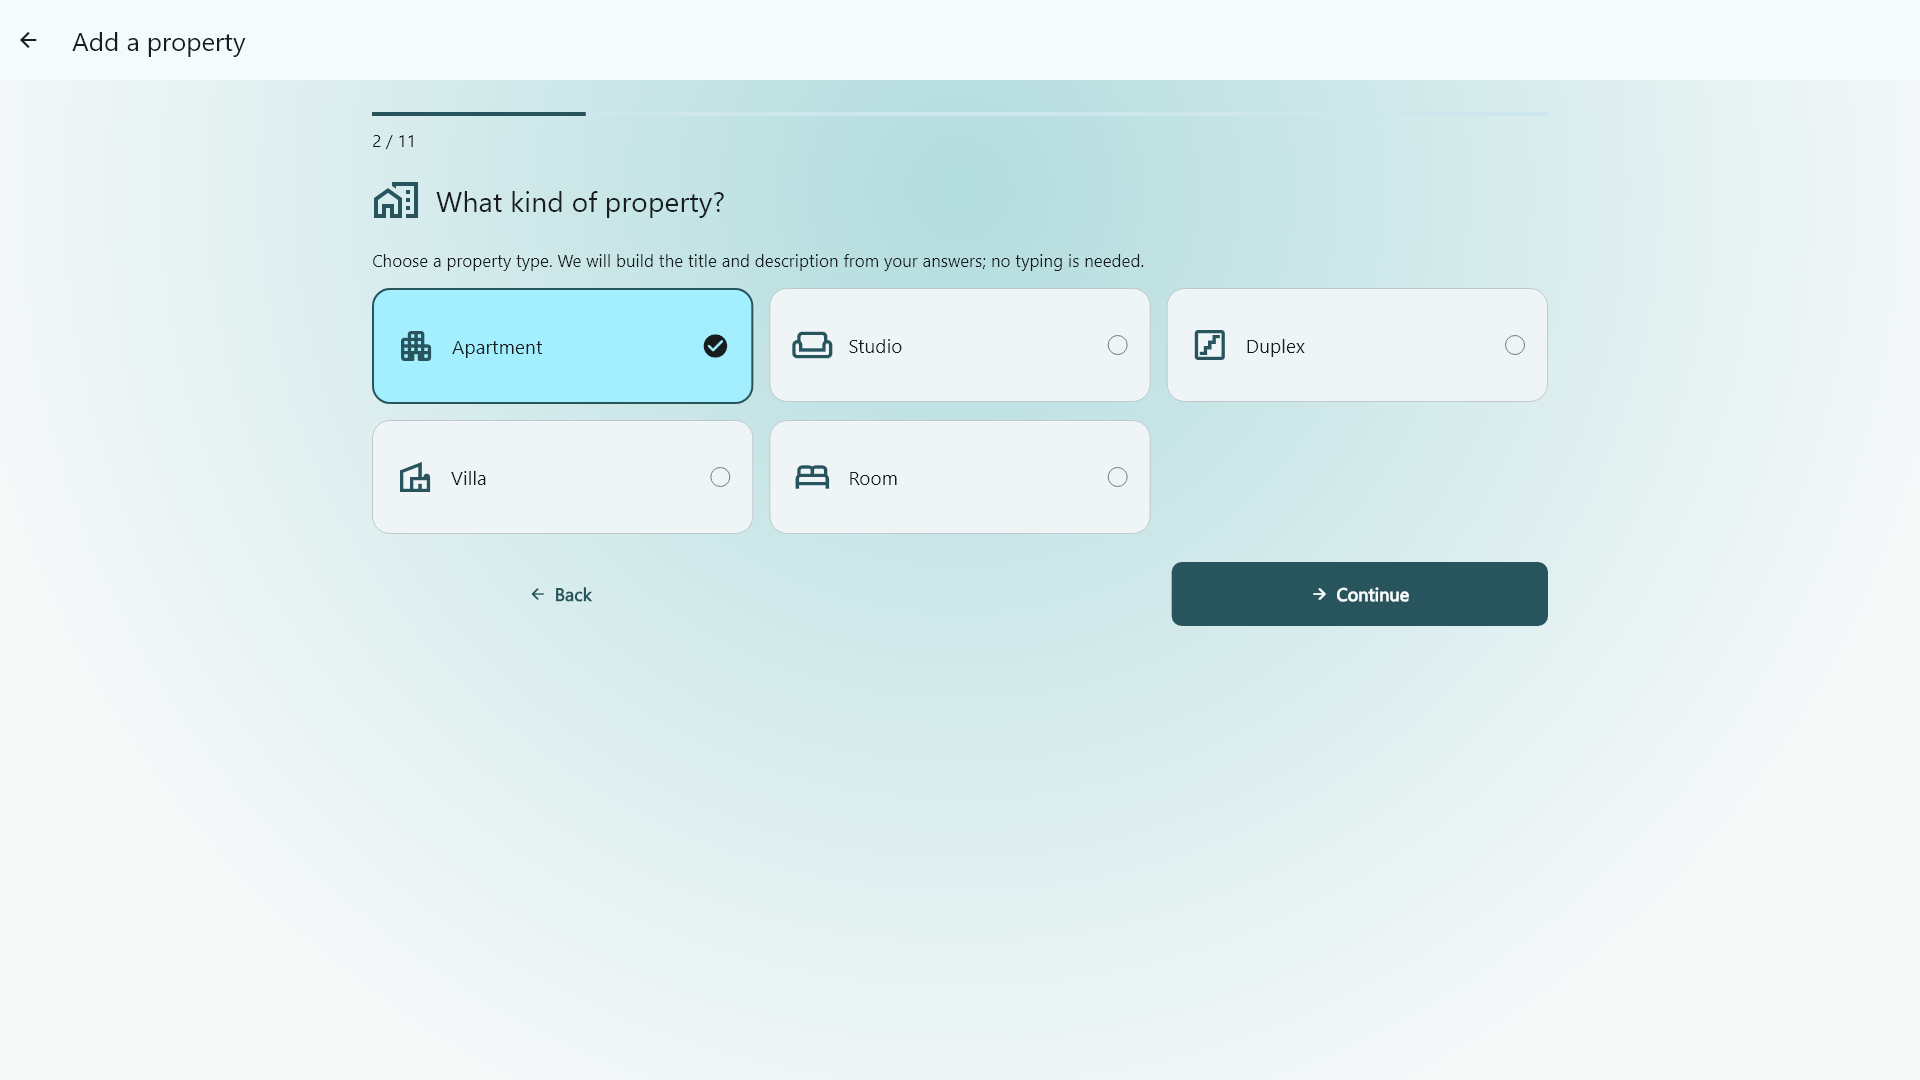 Add a property
2 / 11
What kind of property?
Choose a property type. We will build the title and description from your answers; no typing is needed.
Apartment
Studio
Duplex
Villa
Room
Back
Continue